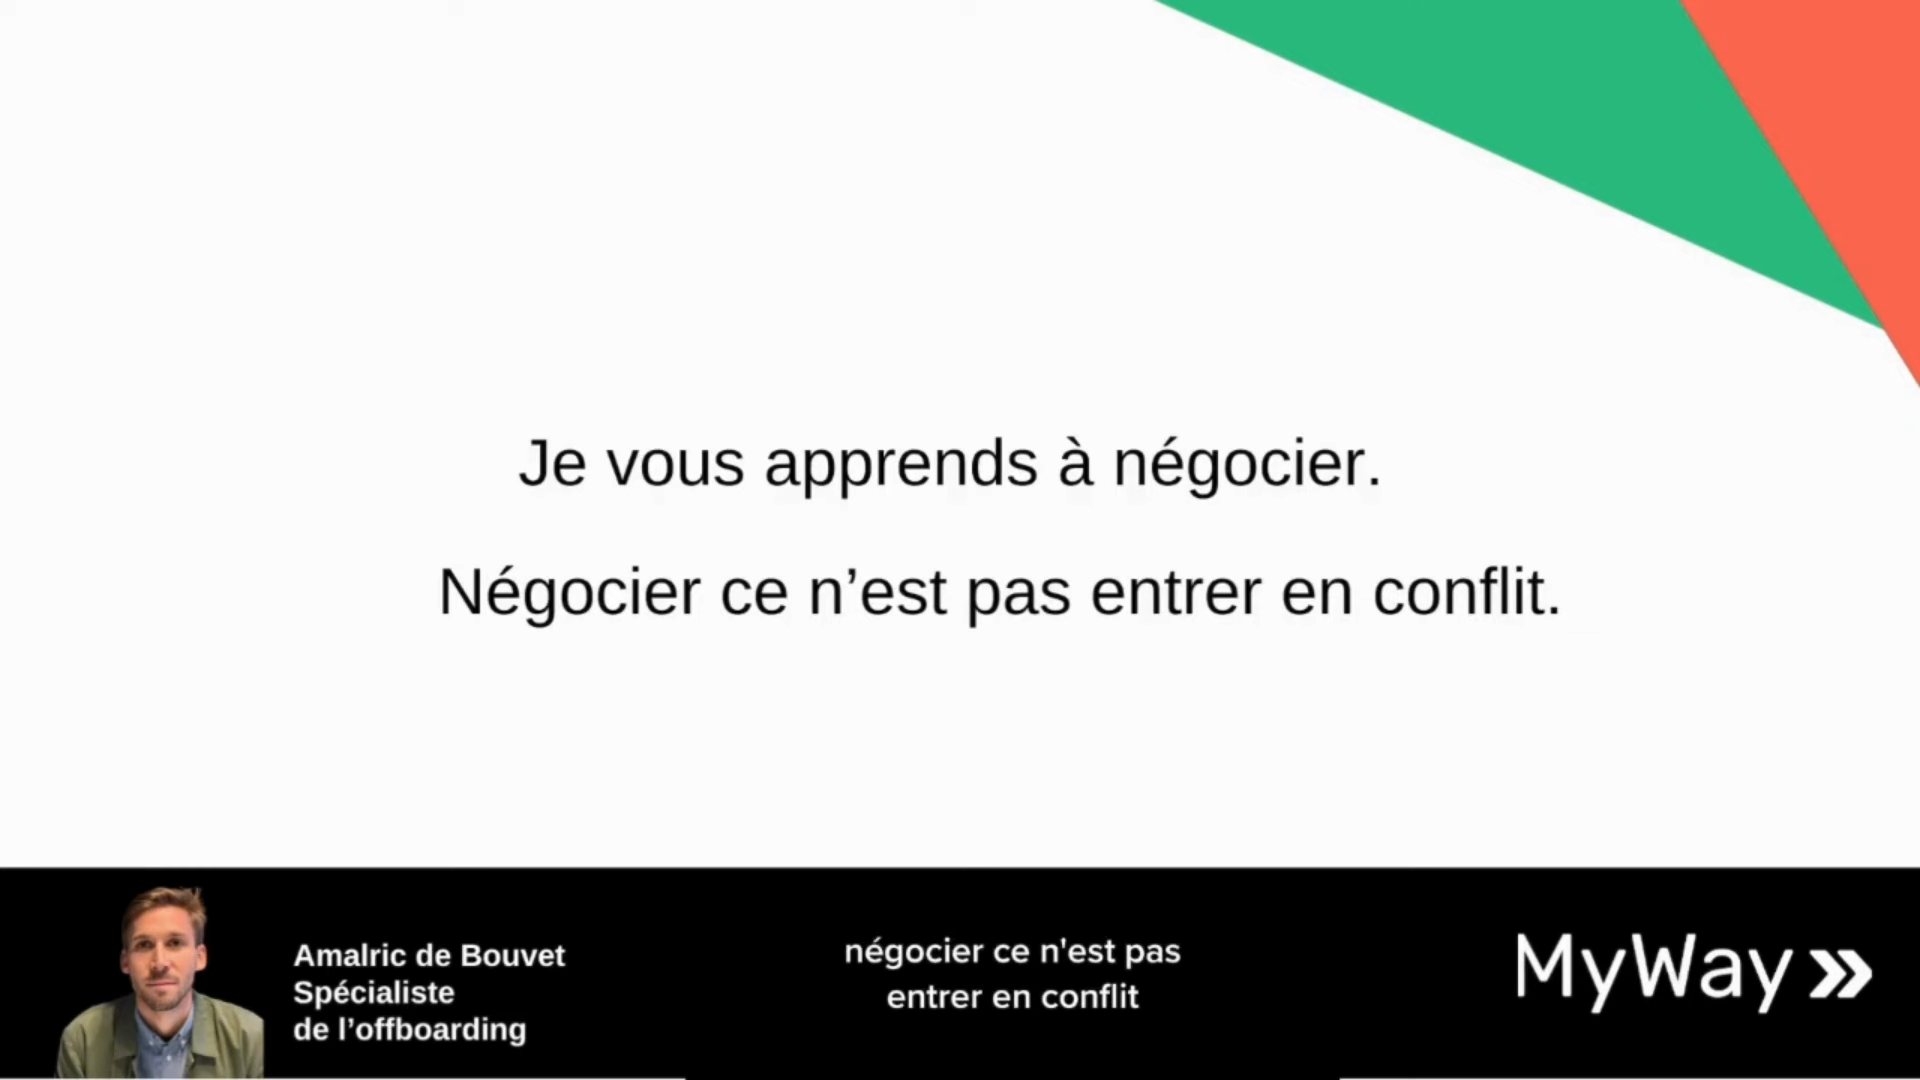 Je vous apprends à négocier.
Négocier ce n’est pas entrer en conflit.
Amalric de Bouvet
Spécialiste
de l’offboarding
négocier ce n'est pas
entrer en conflit
MyWay